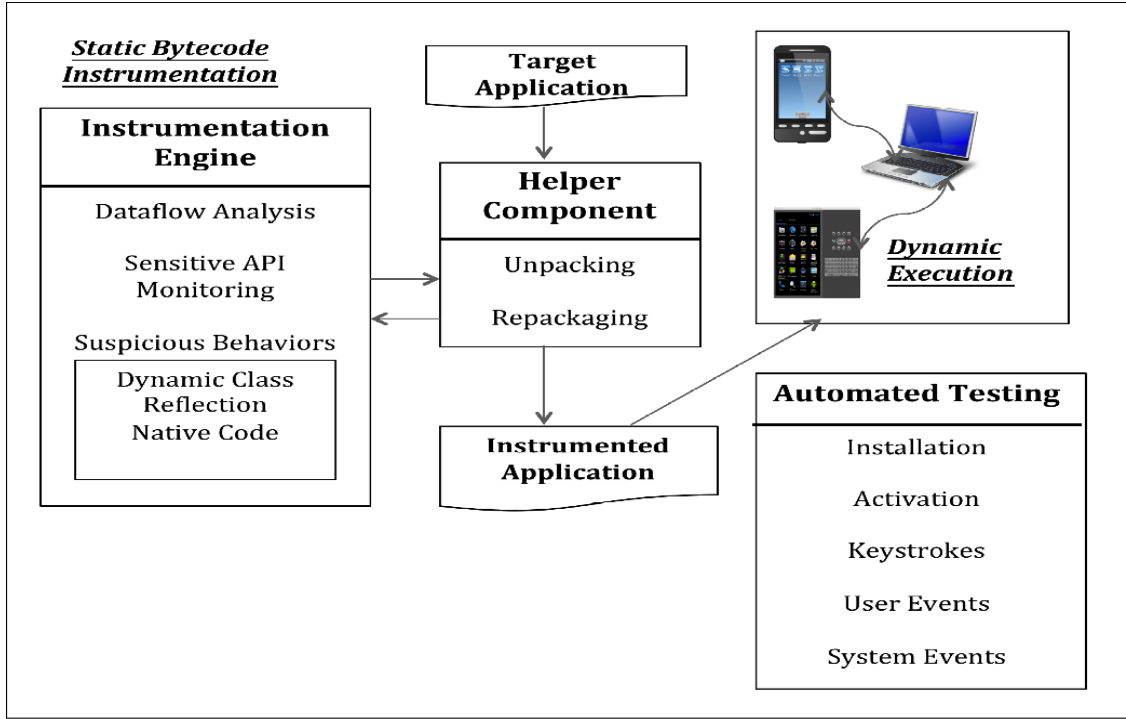 Static Bytecode
Instrumentation
Instrumentation
Engine
Dataflow Analysis
Sensitive API
Monitoring
Suspicious Behaviors
Dynamic Class
Reflection
Native Code
Target
Application
Helper
Component
Unpacking
Repackaging
Instrumented
Application
Dynamic
Execution
Automated Testing
Installation
Activation
Keystrokes
User Events
System Events